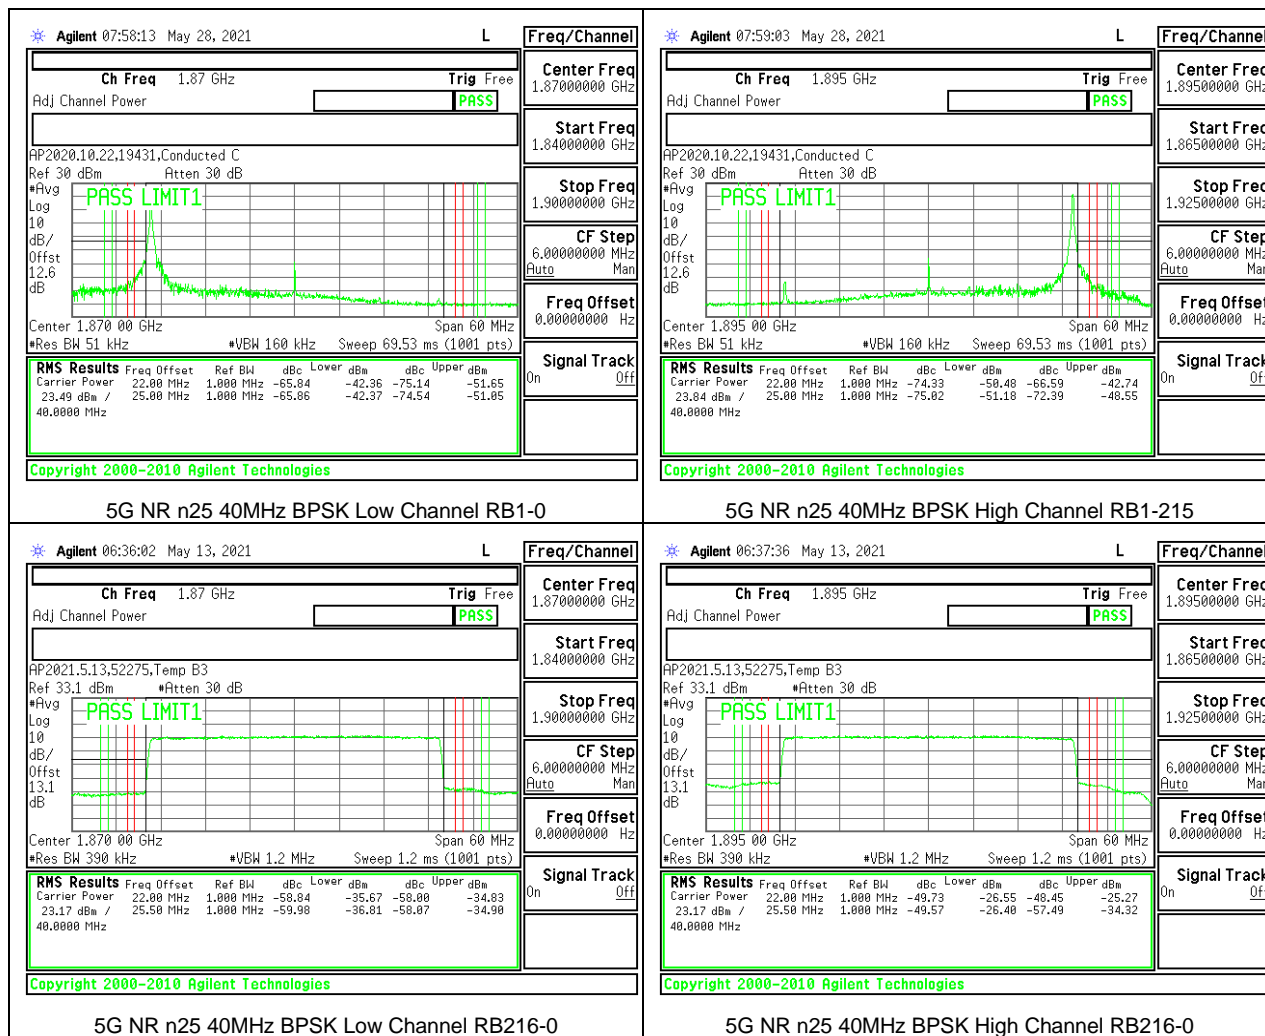 Agilent 07:58:13 May 28, 2021 L
Freq/Channel
Ch Freq 1.87 GHz Trig Free
Adj Channel Power PASS
Center Freq
1.87000000 GHz
Start Freq
1.84000000 GHz
Stop Freq
1.90000000 GHz
CF Step
6.00000000 MHz
Auto Man
Freq Offset
0.00000000 Hz
Signal Track
On Off
AP2020.10.22,19431,Conducted C
Ref 30 dBm Atten 30 dB
#Avg
Log
10
dB/
Offst
12.6
dB
PASS LIMIT1
Center 1.870 00 GHz Span 60 MHz
#Res BW 51 kHz #VBW 160 kHz Sweep 69.53 ms (1001 pts)
RMS Results Freq Offset Ref BW dBc Lower dBm dBc Upper dBm
Carrier Power 22.00 MHz 1.000 MHz -65.84 -42.36 -75.14 -51.65
23.49 dBm / 25.00 MHz 1.000 MHz -65.86 -42.37 -74.54 -51.05
40.0000 MHz
Copyright 2000-2010 Agilent Technologies
5G NR n25 40MHz BPSK Low Channel RB1-0
Agilent 07:59:03 May 28, 2021 L
Freq/Channel
Ch Freq 1.895 GHz Trig Free
Adj Channel Power PASS
Center Freq
1.89500000 GHz
Start Freq
1.86500000 GHz
Stop Freq
1.92500000 GHz
CF Step
6.00000000 MHz
Auto Man
Freq Offset
0.00000000 Hz
Signal Track
On Off
AP2020.10.22,19431,Conducted C
Ref 30 dBm Atten 30 dB
#Avg
Log
10
dB/
Offst
12.6
dB
PASS LIMIT1
Center 1.895 00 GHz Span 60 MHz
#Res BW 51 kHz #VBW 160 kHz Sweep 69.53 ms (1001 pts)
RMS Results Freq Offset Ref BW dBc Lower dBm dBc Upper dBm
Carrier Power 22.00 MHz 1.000 MHz -74.33 -50.48 -66.59 -42.74
23.84 dBm / 25.00 MHz 1.000 MHz -75.02 -51.18 -72.39 -48.55
40.0000 MHz
Copyright 2000-2010 Agilent Technologies
5G NR n25 40MHz BPSK High Channel RB1-215
Agilent 06:36:02 May 13, 2021 L
Freq/Channel
Ch Freq 1.87 GHz Trig Free
Adj Channel Power PASS
Center Freq
1.87000000 GHz
Start Freq
1.84000000 GHz
Stop Freq
1.90000000 GHz
CF Step
6.00000000 MHz
Auto Man
Freq Offset
0.00000000 Hz
Signal Track
On Off
AP2021.5.13,52275,Temp B3
Ref 33.1 dBm #Atten 30 dB
#Avg
Log
10
dB/
Offst
13.1
dB
PASS LIMIT1
Center 1.870 00 GHz Span 60 MHz
#Res BW 390 kHz #VBW 1.2 MHz Sweep 1.2 ms (1001 pts)
RMS Results Freq Offset Ref BW dBc Lower dBm dBc Upper dBm
Carrier Power 22.00 MHz 1.000 MHz -58.84 -35.67 -58.00 -34.83
23.17 dBm / 25.50 MHz 1.000 MHz -59.98 -36.81 -58.07 -34.90
40.0000 MHz
Copyright 2000-2010 Agilent Technologies
5G NR n25 40MHz BPSK Low Channel RB216-0
Agilent 06:37:36 May 13, 2021 L
Freq/Channel
Ch Freq 1.895 GHz Trig Free
Adj Channel Power PASS
Center Freq
1.89500000 GHz
Start Freq
1.86500000 GHz
Stop Freq
1.92500000 GHz
CF Step
6.00000000 MHz
Auto Man
Freq Offset
0.00000000 Hz
Signal Track
On Off
AP2021.5.13,52275,Temp B3
Ref 33.1 dBm #Atten 30 dB
#Avg
Log
10
dB/
Offst
13.1
dB
PASS LIMIT1
Center 1.895 00 GHz Span 60 MHz
#Res BW 390 kHz #VBW 1.2 MHz Sweep 1.2 ms (1001 pts)
RMS Results Freq Offset Ref BW dBc Lower dBm dBc Upper dBm
Carrier Power 22.00 MHz 1.000 MHz -49.73 -26.55 -48.45 -25.27
23.17 dBm / 25.50 MHz 1.000 MHz -49.57 -26.40 -57.49 -34.32
40.0000 MHz
Copyright 2000-2010 Agilent Technologies
5G NR n25 40MHz BPSK High Channel RB216-0